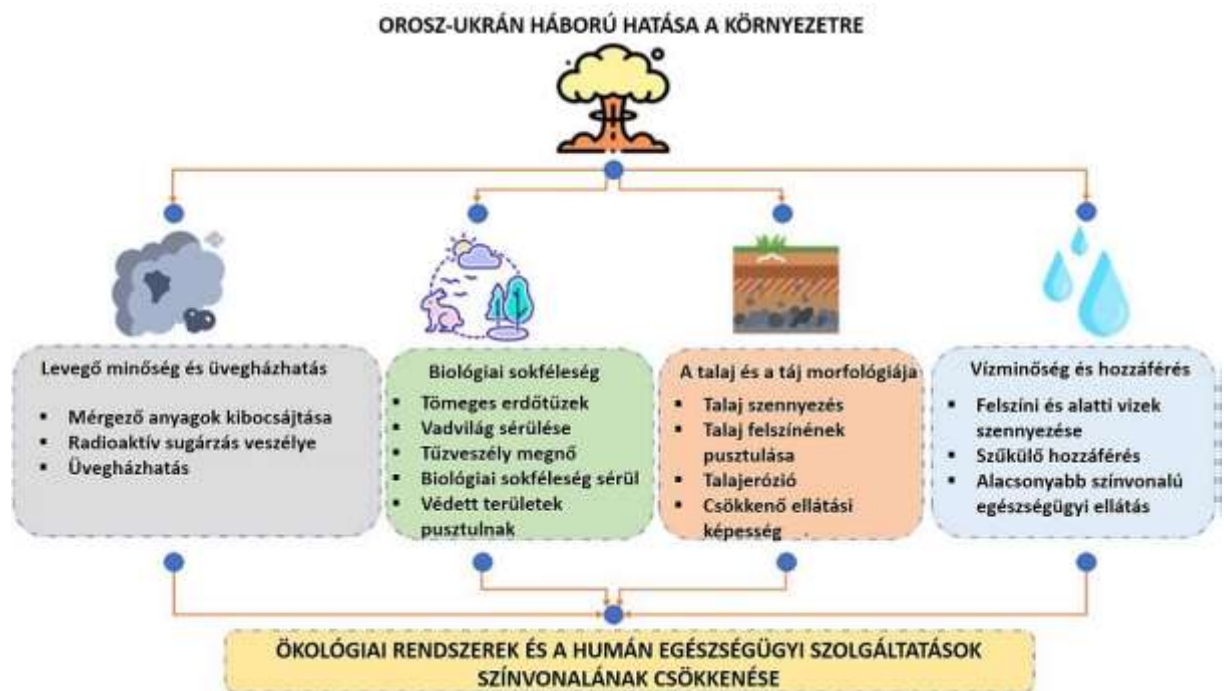 OROSZ-UKRÁN HÁBORÚ HATÁSA A KÖRNYEZETRE
Levegő minőség és üvegházhatás
▪ Mérgező anyagok kibocsájtása
▪ Radioaktív sugárzás veszélye
▪ Üvegházhatás
Biológiai sokféleség
▪ Tömeges erdőtüzek
▪ Vadvilág sérülése
▪ Tűzveszély megnő
▪ Biológiai sokféleség sérül
▪ Védett területek
pusztulnak
A talaj és a táj morfológiája
▪ Talaj szennyezés
▪ Talaj felszínének
pusztulása
▪ Talajerózió
▪ Csökkenő ellátási
képesség
Vízminőség és hozzáférés
▪ Felszíni és alatti vizek
szennyezése
▪ Szűkülő hozzáférés
▪ Alacsonyabb színvonalú
egészségügyi ellátás
ÖKOLÓGIAI RENDSZEREK ÉS A HUMÁN EGÉSZSÉGÜGYI SZOLGÁLTATÁSOK
SZÍNVONALÁNAK CSÖKKENÉSE